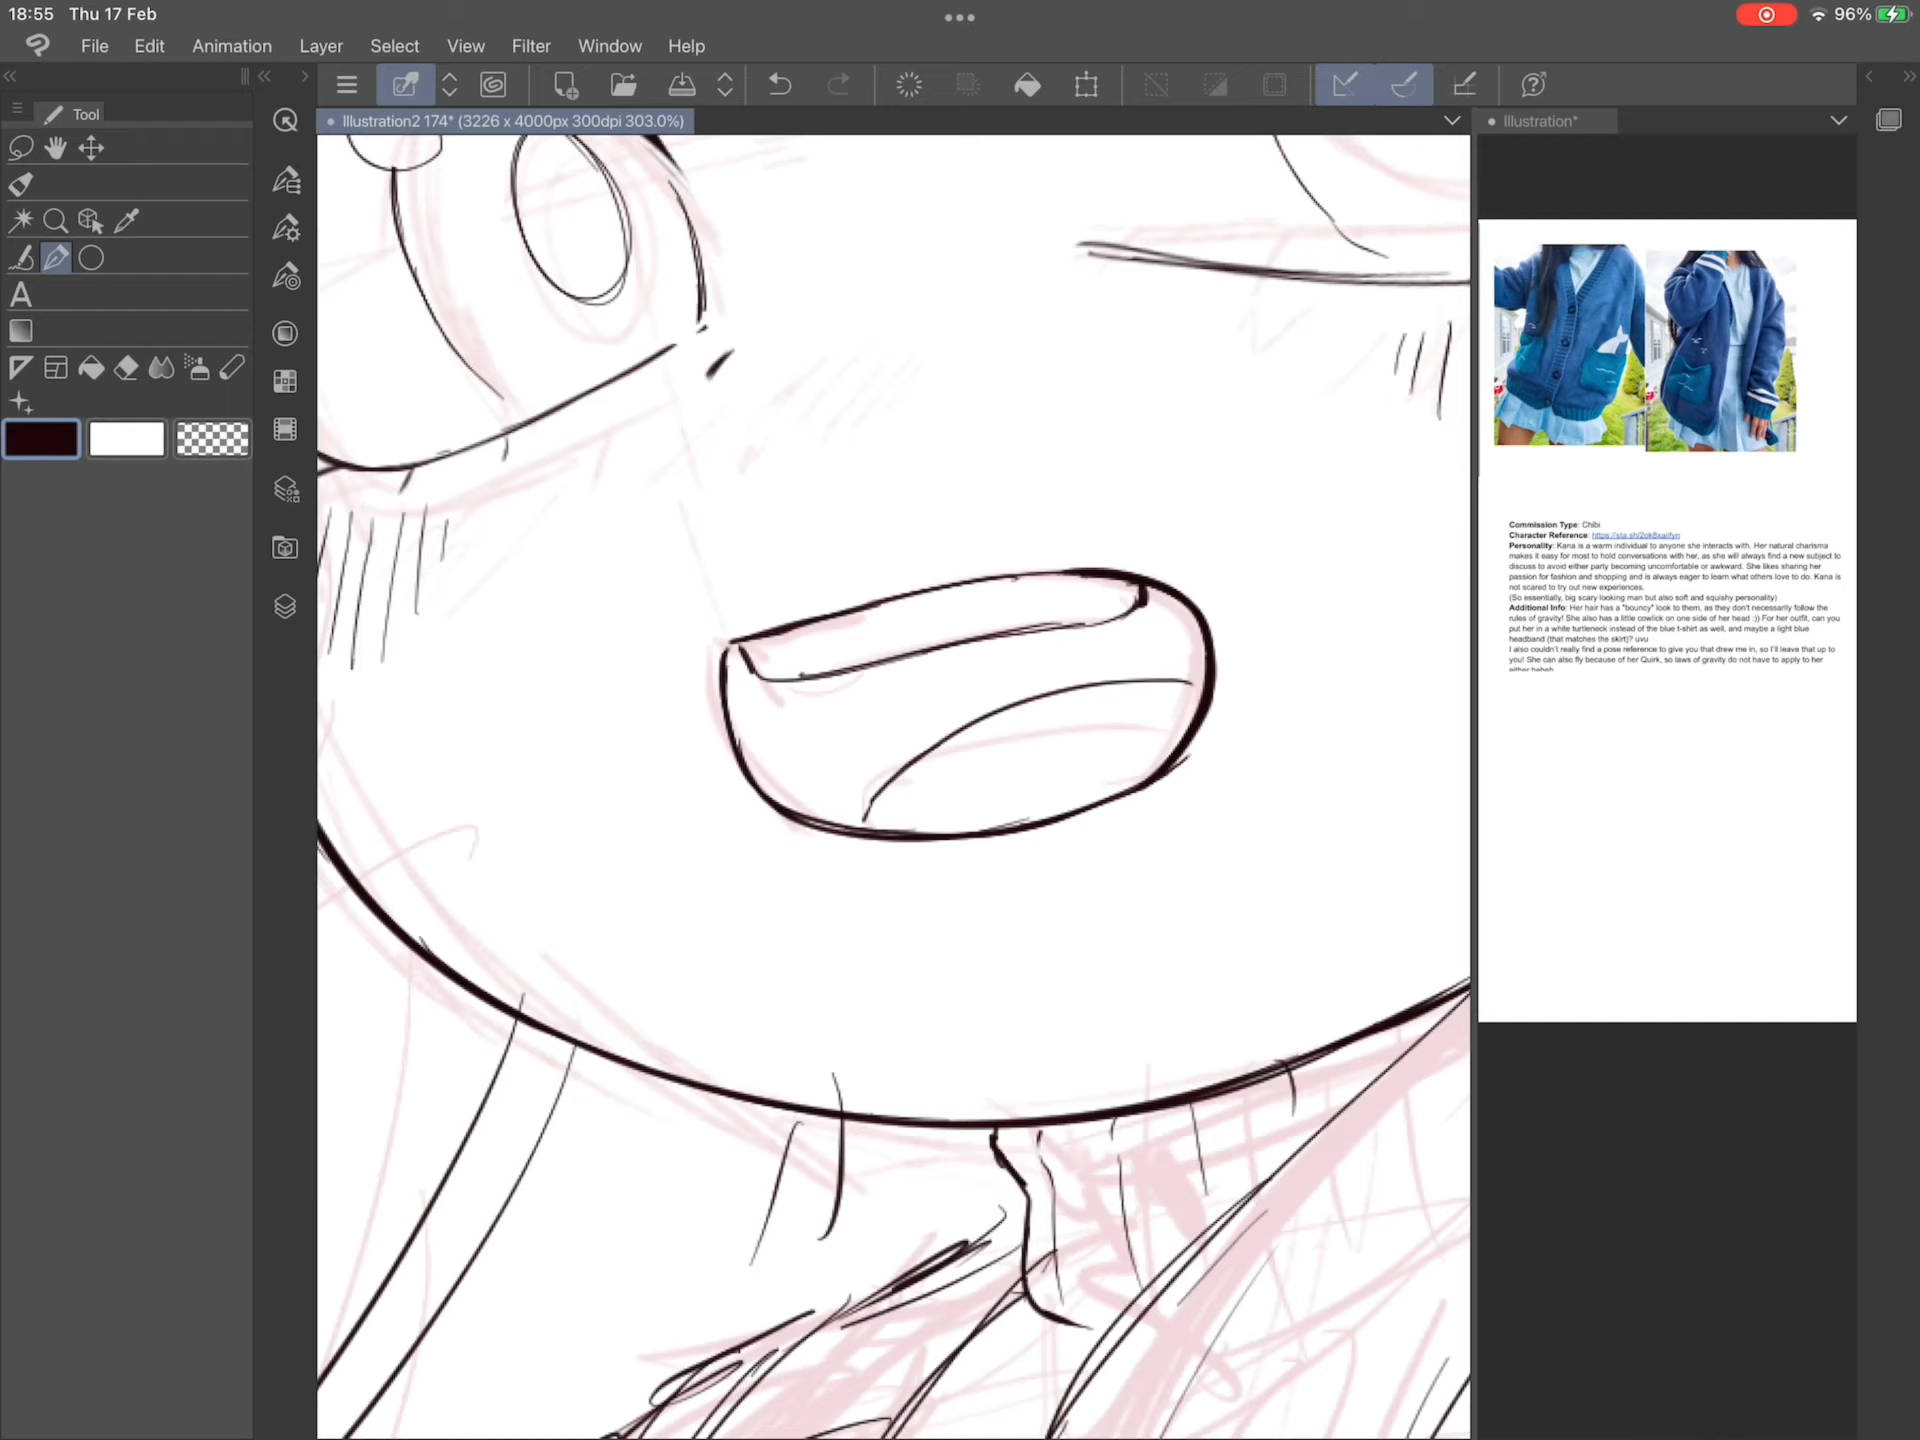 18:55 Thu 17 Feb
96%
File Edit Animation Layer Select View Filter Window Help
Tool
Illustration2 174* (3226 x 4000px 300dpi 303.0%)
Illustration*
A
Commission Type: Chibi
Character Reference:
Personality: Kana is a warm individual to anyone she interacts with. Her natural charisma
makes it easy for most to hold conversations with her, as she will always find a new subject to
discuss to avoid either party becoming uncomfortable or awkward. She likes sharing her
passion for fashion and shopping and is always eager to learn what others love to do. Kana is
not scared to try out new experiences.
(So essentially, big scary looking man but also soft and squishy personality)
Additional Info: Her hair has a "bouncy" look to them, as they don't necessarily follow the
rules of gravity! She also has a little cowlick on one side of her head :)) For her outfit, can you
put her in a white turtleneck instead of the blue t-shirt as well, and maybe a light blue
headband (that matches the skirt)? uvu
I also couldn't really find a pose reference to give you that drew me in, so I'll leave that up to
you! She can also fly because of her Quirk, so laws of gravity do not have to apply to her
either heheh